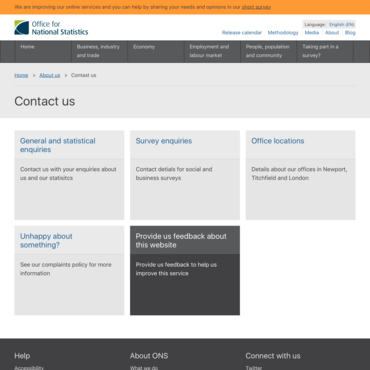 We are improving our online services and you can help by sharing your needs and opinions in our short survey
Office for
National Statistics
Language: English (EN)
Release calendar Methodology Media About Blog
Home
Business, industry
and trade
Economy
Employment and
labour market
People, population
and community
Taking part in a
survey?
Home > About us > Contast us
Contact us
General and statistical
enquiries
Contact us with your enquiries about
us and our statisitcs
Survey enquiries
Contact detials for social and
business surveys
Office locations
Details about our offices in Newport,
Titchfield and London
Unhappy about
something?
See our complaints policy for more
information
Provide us feedback about
this website
Provide us feedback to help us
improve this service
Help
Accessibility
About ONS
What we do
Connect with us
Twitter